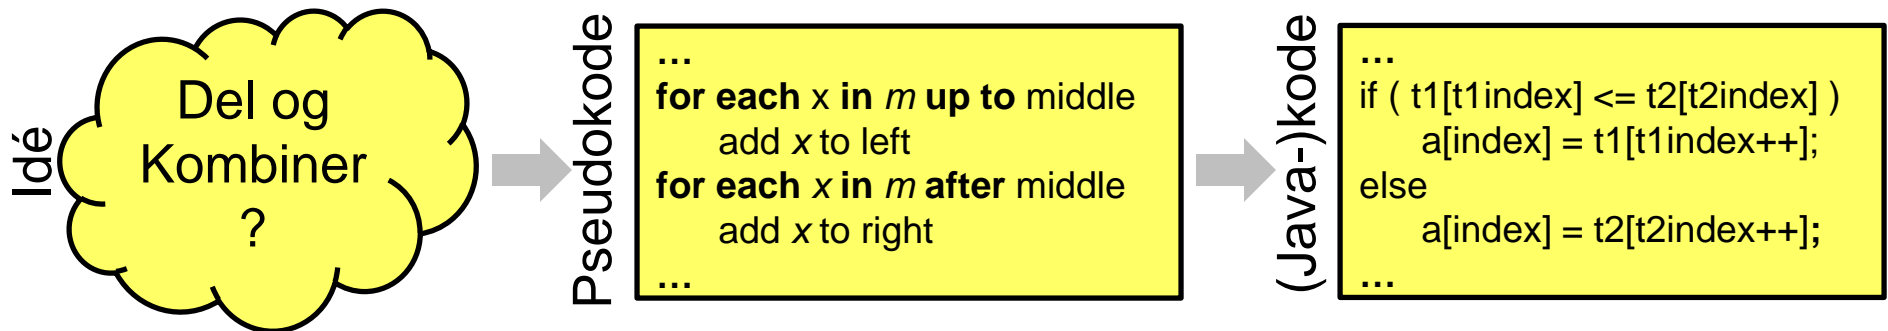 Idé
Del og
Kombiner
?
Pseudokode
…
for each x in m up to middle
add x to left
for each x in m after middle
add x to right
…
(Java-)kode
…
if ( t1[t1index] <= t2[t2index] )
a[index] = t1[t1index++];
else
a[index] = t2[t2index++];
…